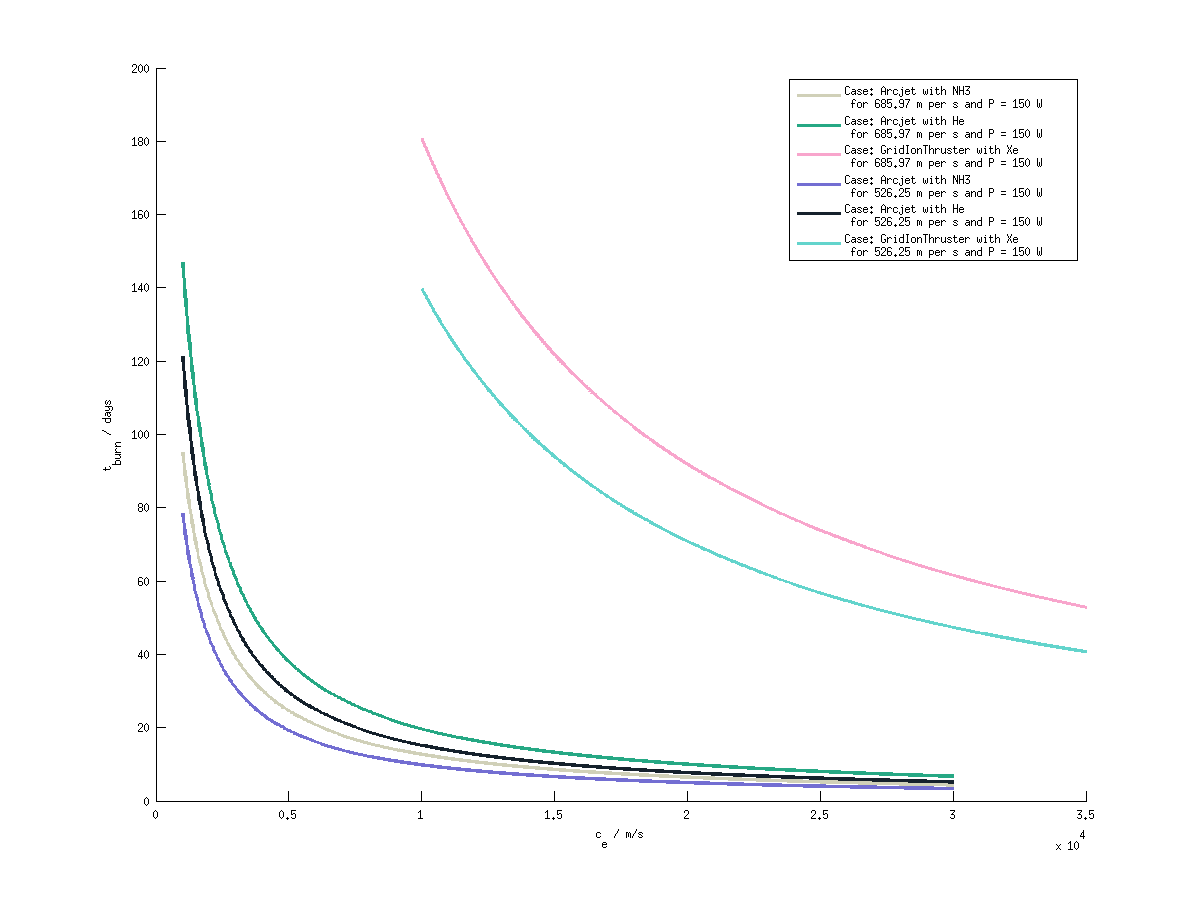 200
180
160
140
120
100
80
60
40
20
0
t_burn / days
0 0.5 1 1.5 2 2.5 3 3.5
c_e / m/s
x 10^4
Case: Arcjet with NH3
for 685.97 m per s and P = 150 W
Case: Arcjet with He
for 685.97 m per s and P = 150 W
Case: GridIonThruster with Xe
for 685.97 m per s and P = 150 W
Case: Arcjet with NH3
for 526.25 m per s and P = 150 W
Case: Arcjet with He
for 526.25 m per s and P = 150 W
Case: GridIonThruster with Xe
for 526.25 m per s and P = 150 W